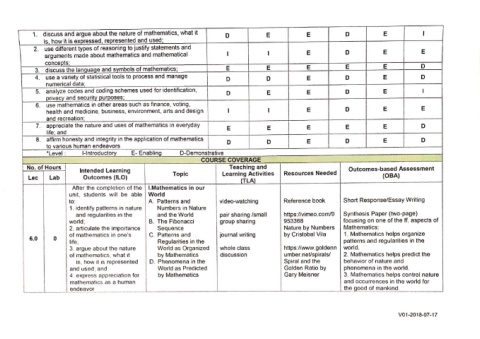 1. discuss and argue about the nature of mathematics, what it is, how it is expressed, represented and used; D E E D E I
2. use different types of reasoning to justify statements and arguments made about mathematics and mathematical concepts; I I E D E E
3. discuss the language and symbols of mathematics; E E E E E D
4. use a variety of statistical tools to process and manage numerical data; D D E D E D
5. analyze codes and coding schemes used for identification, privacy and security purposes; D E E D E I
6. use mathematics in other areas such as finance, voting, health and medicine, business, environment, arts and design and recreation; I I E D E E
7. appreciate the nature and uses of mathematics in everyday life; and E E E E E D
8. affirm honesty and integrity in the application of mathematics to various human endeavors D D E D E D
*Level: I-Introductory E- Enabling D-Demonstrative
COURSE COVERAGE
No. of Hours
Lec Lab
Intended Learning Outcomes (ILO)
Topic
Teaching and Learning Activities (TLA)
Resources Needed
Outcomes-based Assessment (OBA)
6.0 0
After the completion of the
unit, students will be able
to:
1. identify patterns in nature
and regularities in the
world;
2. articulate the importance
of mathematics in one's
life;
3. argue about the nature
of mathematics, what it
is, how it is represented
and used; and
4. express appreciation for
mathematics as a human
endeavor
I.Mathematics in our
World
A. Patterns and
Numbers in Nature
and the World
B. The Fibonacci
Sequence
C. Patterns and
Regularities in the
World as Organized
by Mathematics
D. Phenomena in the
World as Predicted
by Mathematics
video-watching
pair sharing /small
group sharing
journal writing
whole class
discussion
Reference book
https://vimeo.com/9
953368
Nature by Numbers
by Cristobal Vila
https://www.goldenn
umber.net/spirals/
Spiral and the
Golden Ratio by
Gary Meisner
Short Response/Essay Writing
Synthesis Paper (two-page)
focusing on one of the ff. aspects of
Mathematics:
1. Mathematics helps organize
patterns and regularities in the
world.
2. Mathematics helps predict the
behavior of nature and
phenomena in the world.
3. Mathematics helps control nature
and occurrences in the world for
the good of mankind.
V01-2018-07-17